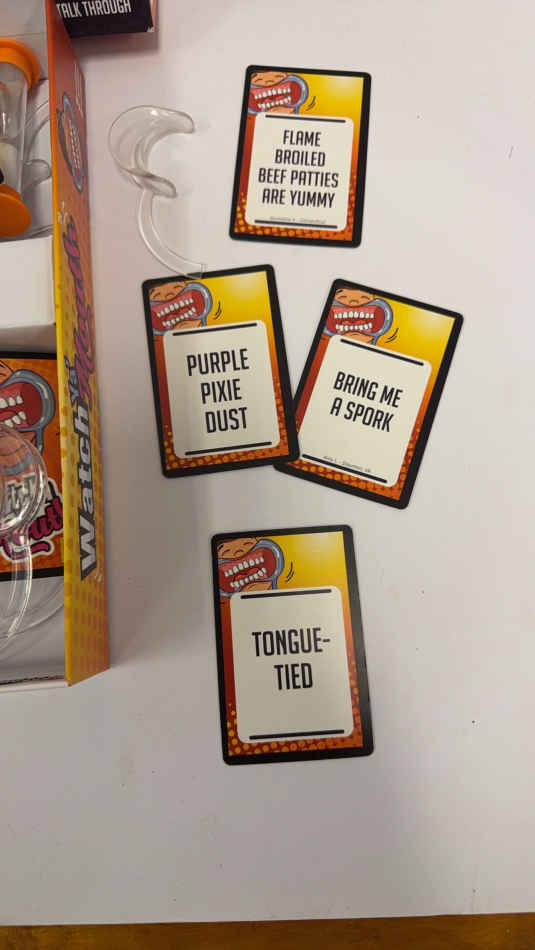 TALK THROUGH
FLAME
BROILED
BEEF PATTIES
ARE YUMMY
PURPLE
PIXIE
DUST
BRING ME
A SPORK
TONGUE-
TIED
Watch Ya'
Mouth